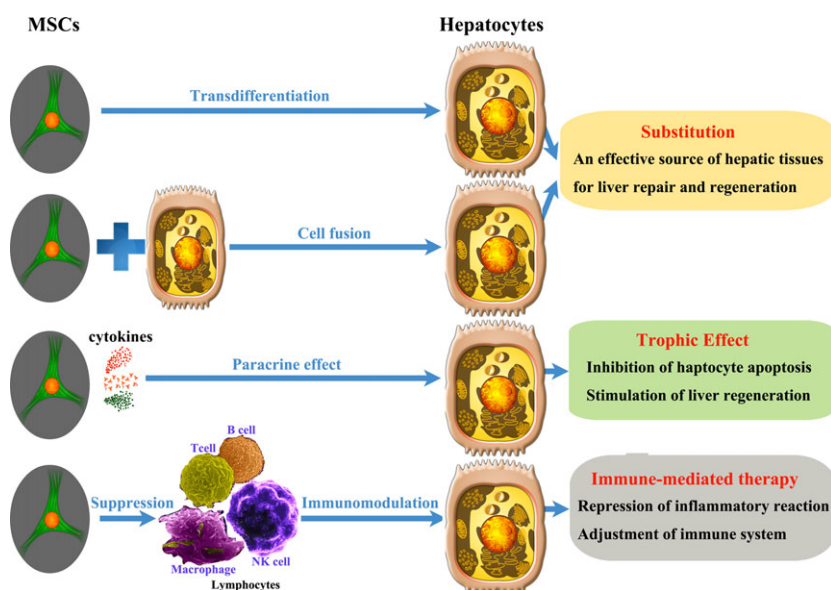 MSCs
Hepatocytes
Transdifferentiation
Substitution
An effective source of hepatic tissues
for liver repair and regeneration
Cell fusion
cytokines
Paracrine effect
Trophic Effect
Inhibition of haptocyte apoptosis
Stimulation of liver regeneration
B cell
Tcell
Suppression
Immunomodulation
Macrophage
NK cell
Lymphocytes
Immune-mediated therapy
Repression of inflammatory reaction
Adjustment of immune system